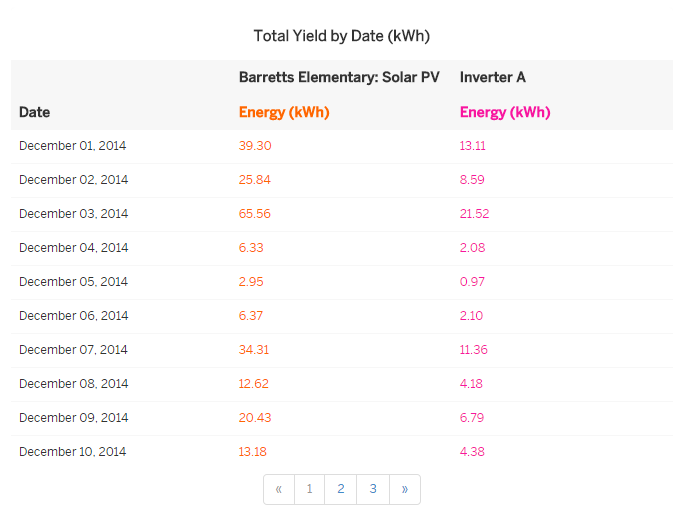 Total Yield by Date (kWh)
Barretts Elementary: Solar PV Inverter A
Date Energy (kWh) Energy (kWh)
December 01, 2014 39.30 13.11
December 02, 2014 25.84 8.59
December 03, 2014 65.56 21.52
December 04, 2014 6.33 2.08
December 05, 2014 2.95 0.97
December 06, 2014 6.37 2.10
December 07, 2014 34.31 11.36
December 08, 2014 12.62 4.18
December 09, 2014 20.43 6.79
December 10, 2014 13.18 4.38
« 1 2 3 »